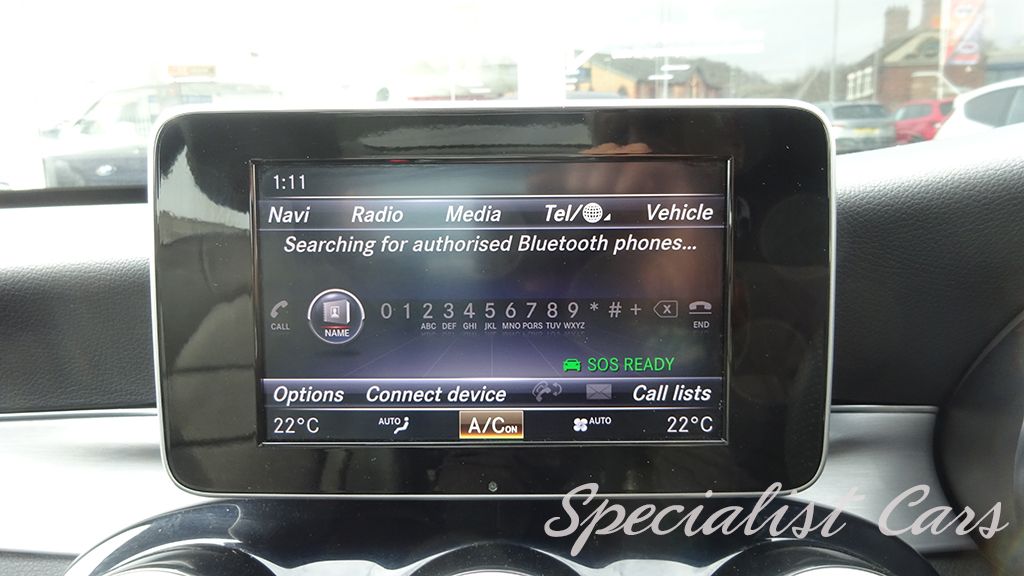 1:11
Navi Radio Media Tel/ Vehicle
Searching for authorised Bluetooth phones...
CALL NAME 0 1 2 3 4 5 6 7 8 9 * # + X END
ABC DEF GHI JKL MNO PQRS TUV WXYZ
SOS READY
Options Connect device Call lists
22°C AUTO A/C ON AUTO 22°C
Specialist Cars